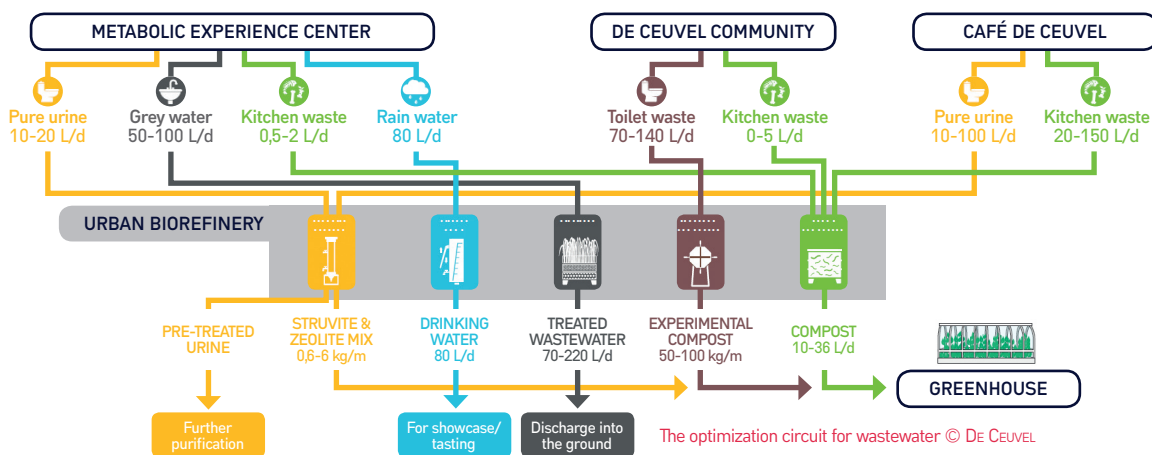 METABOLIC EXPERIENCE CENTER
DE CEUVEL COMMUNITY
CAFÉ DE CEUVEL
Pure urine
10-20 L/d
Grey water
50-100 L/d
Kitchen waste
0,5-2 L/d
Rain water
80 L/d
Toilet waste
70-140 L/d
Kitchen waste
0-5 L/d
Pure urine
10-100 L/d
Kitchen waste
20-150 L/d
URBAN BIOREFINERY
PRE-TREATED
URINE
STRUVITE &
ZEOLITE MIX
0,6-6 kg/m
DRINKING
WATER
80 L/d
TREATED
WASTEWATER
70-220 L/d
EXPERIMENTAL
COMPOST
50-100 kg/m
COMPOST
10-36 L/d
GREENHOUSE
Further
purification
For showcase/
tasting
Discharge into
the ground
The optimization circuit for wastewater © DE CEUVEL